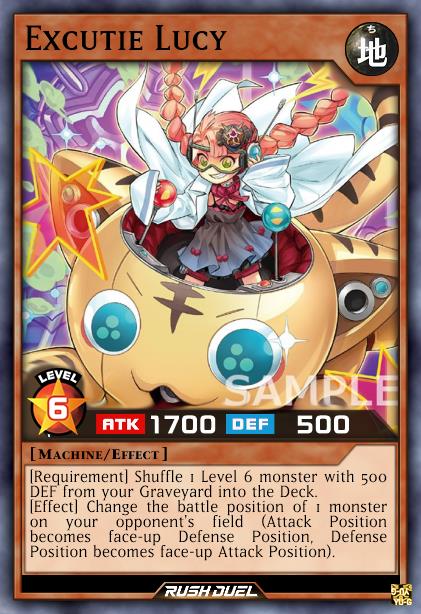 Excutie Lucy
ち
地
SAMPLE
LEVEL
6
ATK 1700 DEF 500
[Machine/Effect]
[Requirement] Shuffle 1 Level 6 monster with 500
DEF from your Graveyard into the Deck.
[Effect] Change the battle position of 1 monster
on your opponent's field (Attack Position
becomes face-up Defense Position, Defense
Position becomes face-up Attack Position).
RUSH DUEL